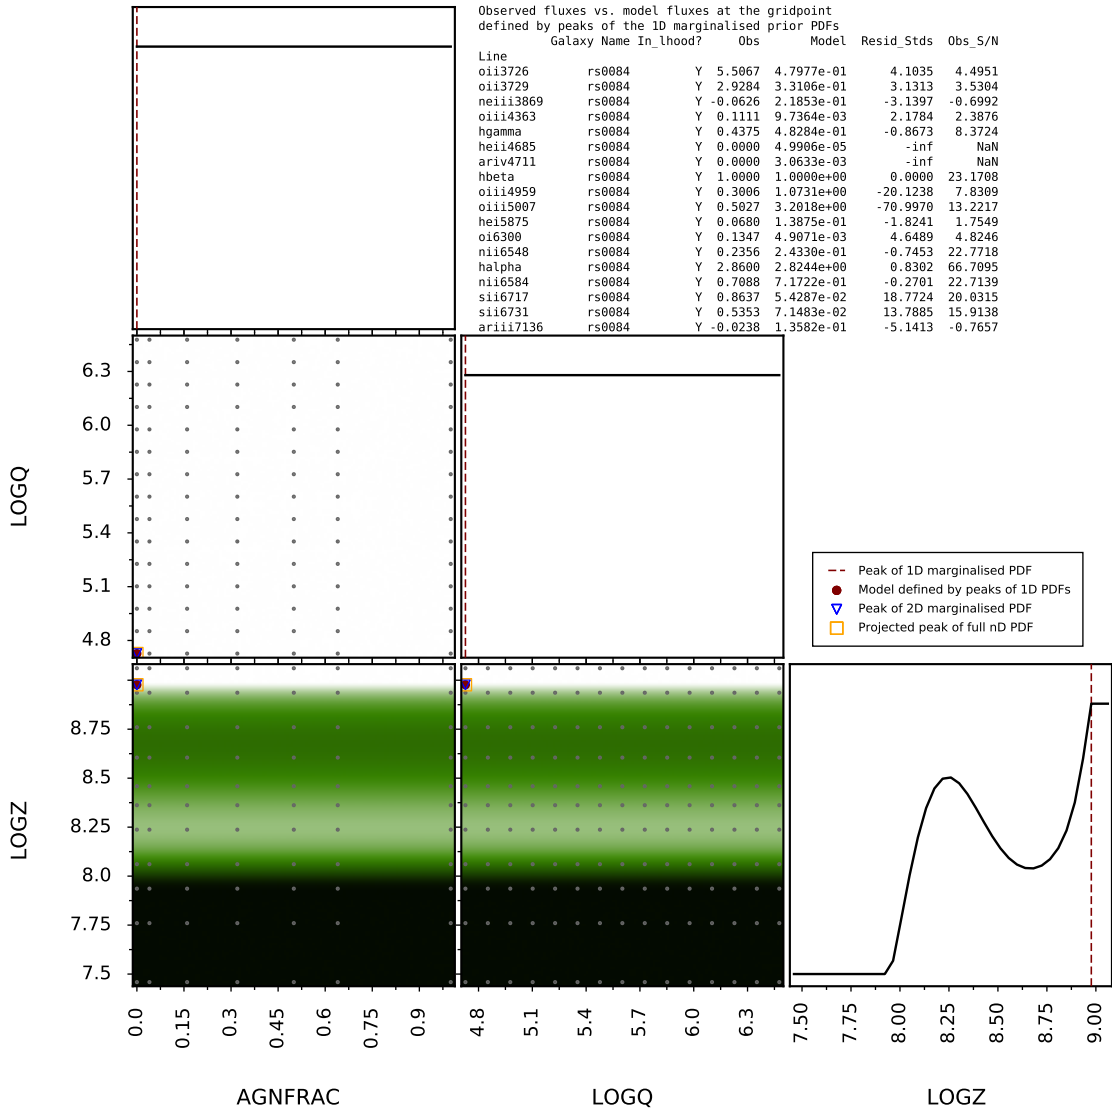 Observed fluxes vs. model fluxes at the gridpoint
defined by peaks of the 1D marginalised prior PDFs
Galaxy Name In_lhood? Obs Model Resid_Stds Obs_S/N
Line
oii3726 rs0084 Y 5.5067 4.7977e-01 4.1035 4.4951
oii3729 rs0084 Y 2.9284 3.3106e-01 3.1313 3.5304
neiii3869 rs0084 Y -0.0626 2.1853e-01 -3.1397 -0.6992
oiii4363 rs0084 Y 0.1111 9.7364e-03 2.1784 2.3876
hgamma rs0084 Y 0.4375 4.8284e-01 -0.8673 8.3724
heii4685 rs0084 Y 0.0000 4.9906e-05 -inf NaN
ariv4711 rs0084 Y 0.0000 3.0633e-03 -inf NaN
hbeta rs0084 Y 1.0000 1.0000e+00 0.0000 23.1708
oiii4959 rs0084 Y 0.3006 1.0731e+00 -20.1238 7.8309
oiii5007 rs0084 Y 0.5027 3.2018e+00 -70.9970 13.2217
hei5875 rs0084 Y 0.0680 1.3875e-01 -1.8241 1.7549
oi6300 rs0084 Y 0.1347 4.9071e-03 4.6489 4.8246
nii6548 rs0084 Y 0.2356 2.4330e-01 -0.7453 22.7718
halpha rs0084 Y 2.8600 2.8244e+00 0.8302 66.7095
nii6584 rs0084 Y 0.7088 7.1722e-01 -0.2701 22.7139
sii6717 rs0084 Y 0.8637 5.4287e-02 18.7724 20.0315
sii6731 rs0084 Y 0.5353 7.1483e-02 13.7885 15.9138
ariii7136 rs0084 Y -0.0238 1.3582e-01 -5.1413 -0.7657
6.3
6.0
5.7
5.4
5.1
4.8
LOGQ
Peak of 1D marginalised PDF
Model defined by peaks of 1D PDFs
Peak of 2D marginalised PDF
Projected peak of full nD PDF
8.75
8.5
8.25
8.0
7.75
7.5
LOGZ
0.0 0.15 0.3 0.45 0.6 0.75 0.9
4.8 5.1 5.4 5.7 6.0 6.3
7.50 7.75 8.00 8.25 8.50 8.75 9.00
AGNFRAC LOGQ LOGZ